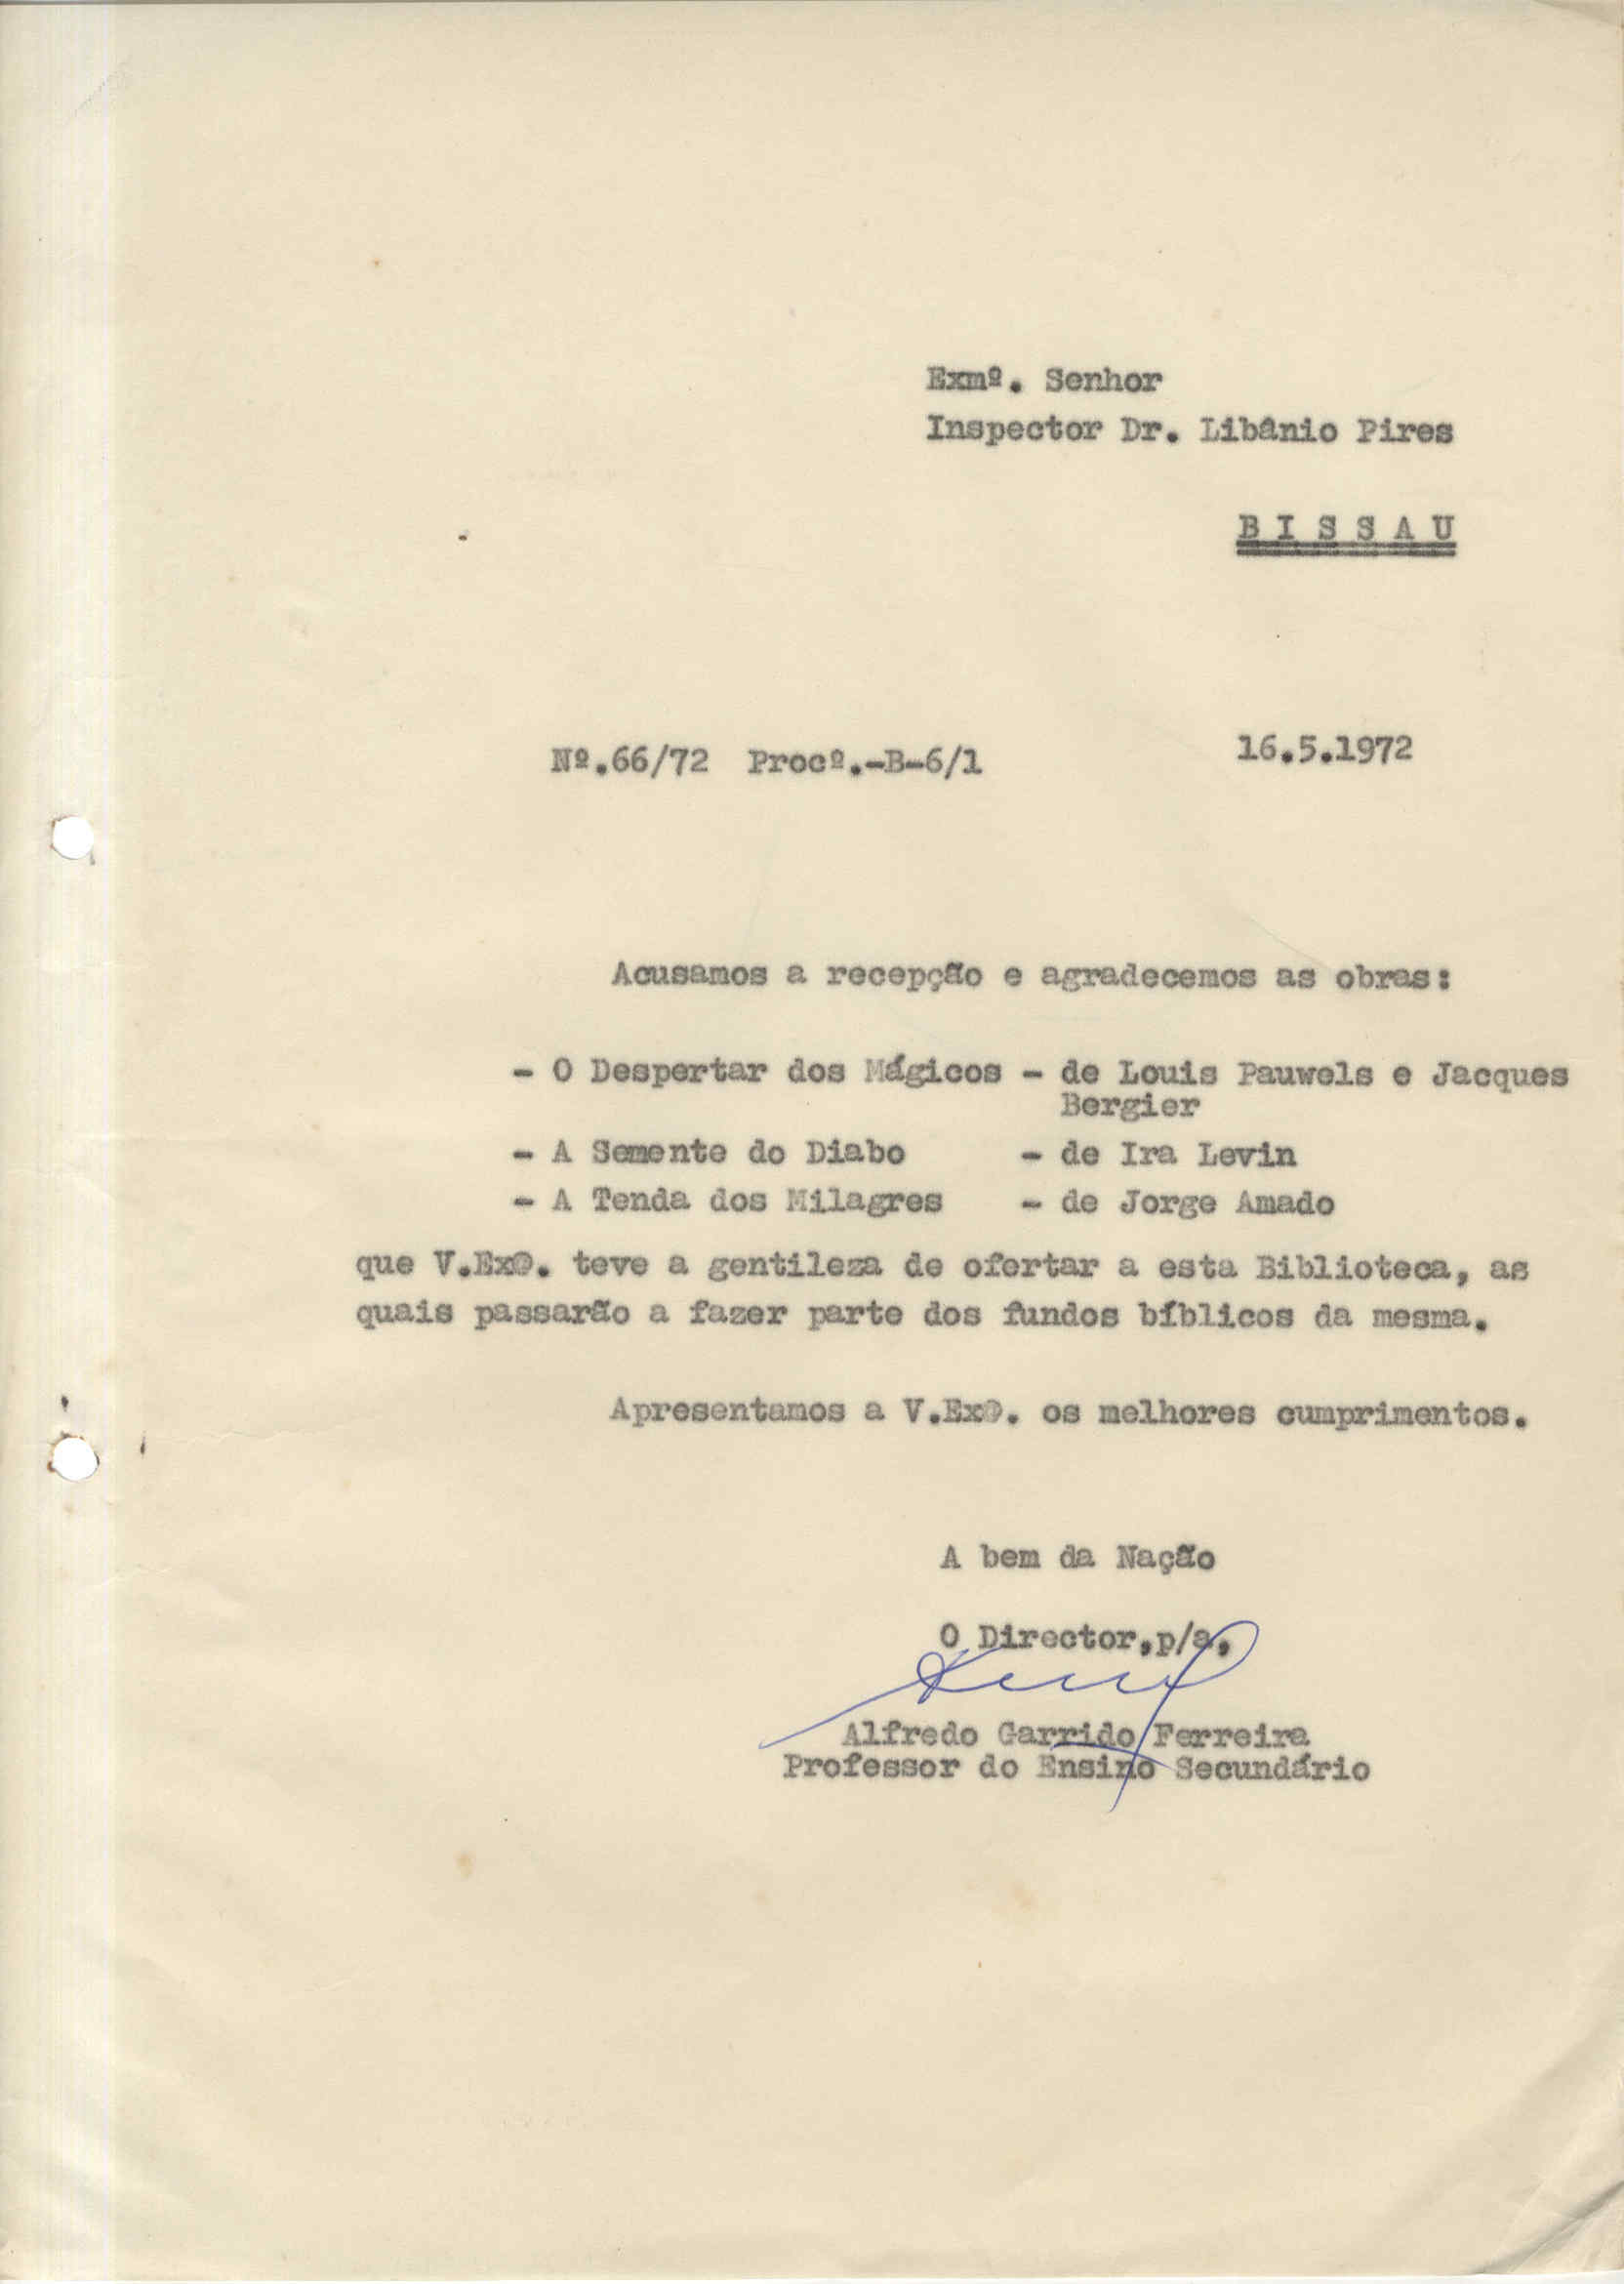 Exmº. Senhor
Inspector Dr. Libânio Pires
B I S S A U
Nº.66/72 Procº.-B-6/1 16.5.1972
Acusamos a recepção e agradecemos as obras:
- O Despertar dos Mágicos - de Louis Pauwels e Jacques
Bergier
- A Semente do Diabo - de Ira Levin
- A Tenda dos Milagres - de Jorge Amado
que V.Exª. teve a gentileza de ofertar a esta Biblioteca, as
quais passarão a fazer parte dos fundos bíblicos da mesma.
Apresentamos a V.Exª. os melhores cumprimentos.
A bem da Nação
O Director,p/a,
Alfredo Garrido Ferreira
Professor do Ensino Secundário